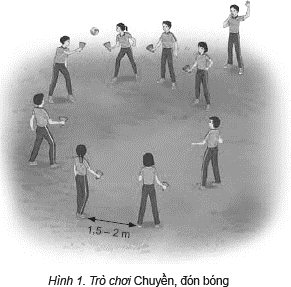 1,5 – 2 m
Hình 1. Trò chơi Chuyền, đón bóng